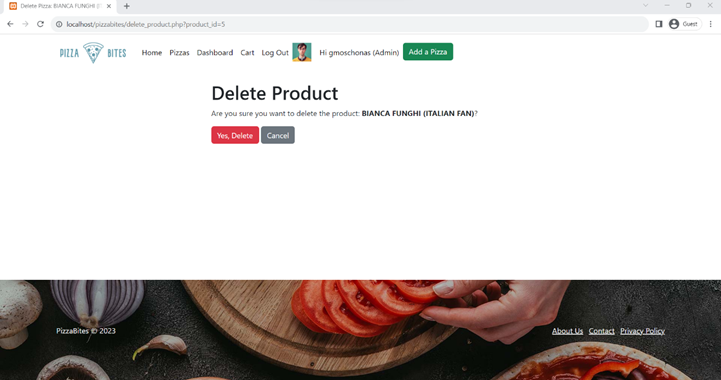 Delete Pizza: BIANCA FUNGHI (I
localhost/pizzabites/delete_product.php?product_id=5
Guest
PIZZA BITES
Home Pizzas Dashboard Cart Log Out Hi gmoschonas (Admin) Add a Pizza
Delete Product
Are you sure you want to delete the product: BIANCA FUNGHI (ITALIAN FAN)?
Yes, Delete Cancel
PizzaBites © 2023 About Us Contact Privacy Policy